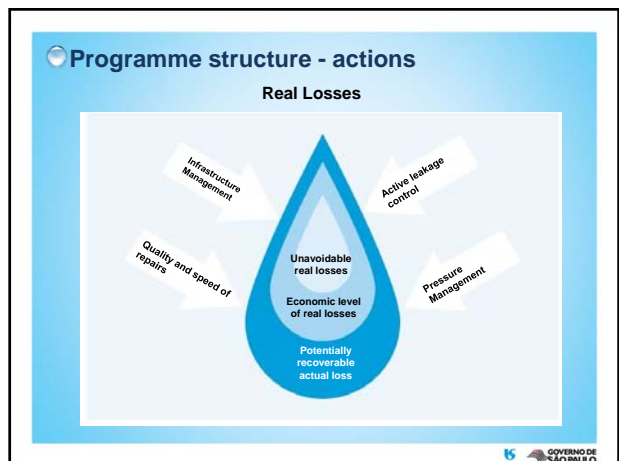 Programme structure - actions
Real Losses
Infrastructure
Management
Active leakage
control
Quality and speed of
repairs
Pressure
Management
Unavoidable
real losses
Economic level
of real losses
Potentially
recoverable
actual loss
GOVERNO DE
SÃO PAULO